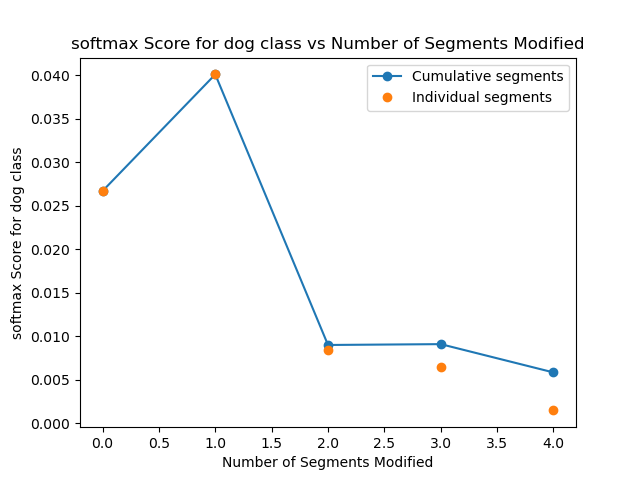 softmax Score for dog class vs Number of Segments Modified
Cumulative segments
Individual segments
softmax Score for dog class
0.040
0.035
0.030
0.025
0.020
0.015
0.010
0.005
0.000
0.0 0.5 1.0 1.5 2.0 2.5 3.0 3.5 4.0
Number of Segments Modified